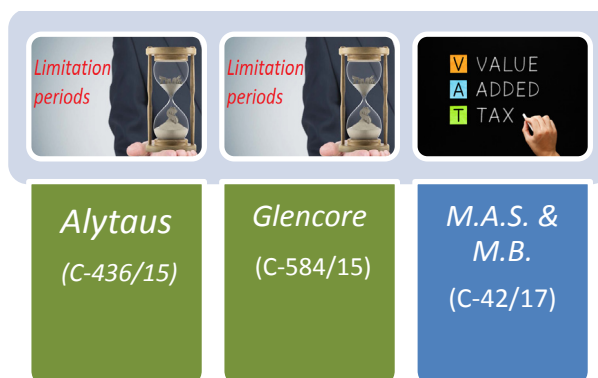 Limitation
periods
Limitation
periods
V VALUE
A ADDED
T TAX
Alytaus
(C-436/15)
Glencore
(C-584/15)
M.A.S. &
M.B.
(C-42/17)